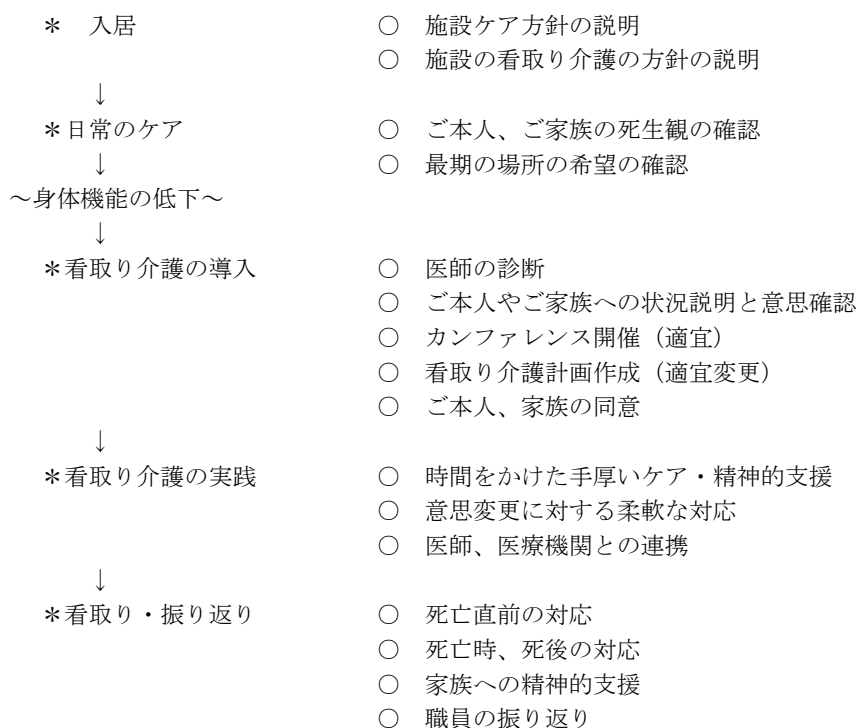 ＊　入居　○　施設ケア方針の説明
○　施設の看取り介護の方針の説明
↓
＊日常のケア　○　ご本人、ご家族の死生観の確認
↓　○　最期の場所の希望の確認
～身体機能の低下～
↓
＊看取り介護の導入　○　医師の診断
○　ご本人やご家族への状況説明と意思確認
○　カンファレンス開催（適宜）
○　看取り介護計画作成（適宜変更）
○　ご本人、家族の同意
↓
＊看取り介護の実践　○　時間をかけた手厚いケア・精神的支援
○　意思変更に対する柔軟な対応
○　医師、医療機関との連携
↓
＊看取り・振り返り　○　死亡直前の対応
○　死亡時、死後の対応
○　家族への精神的支援
○　職員の振り返り